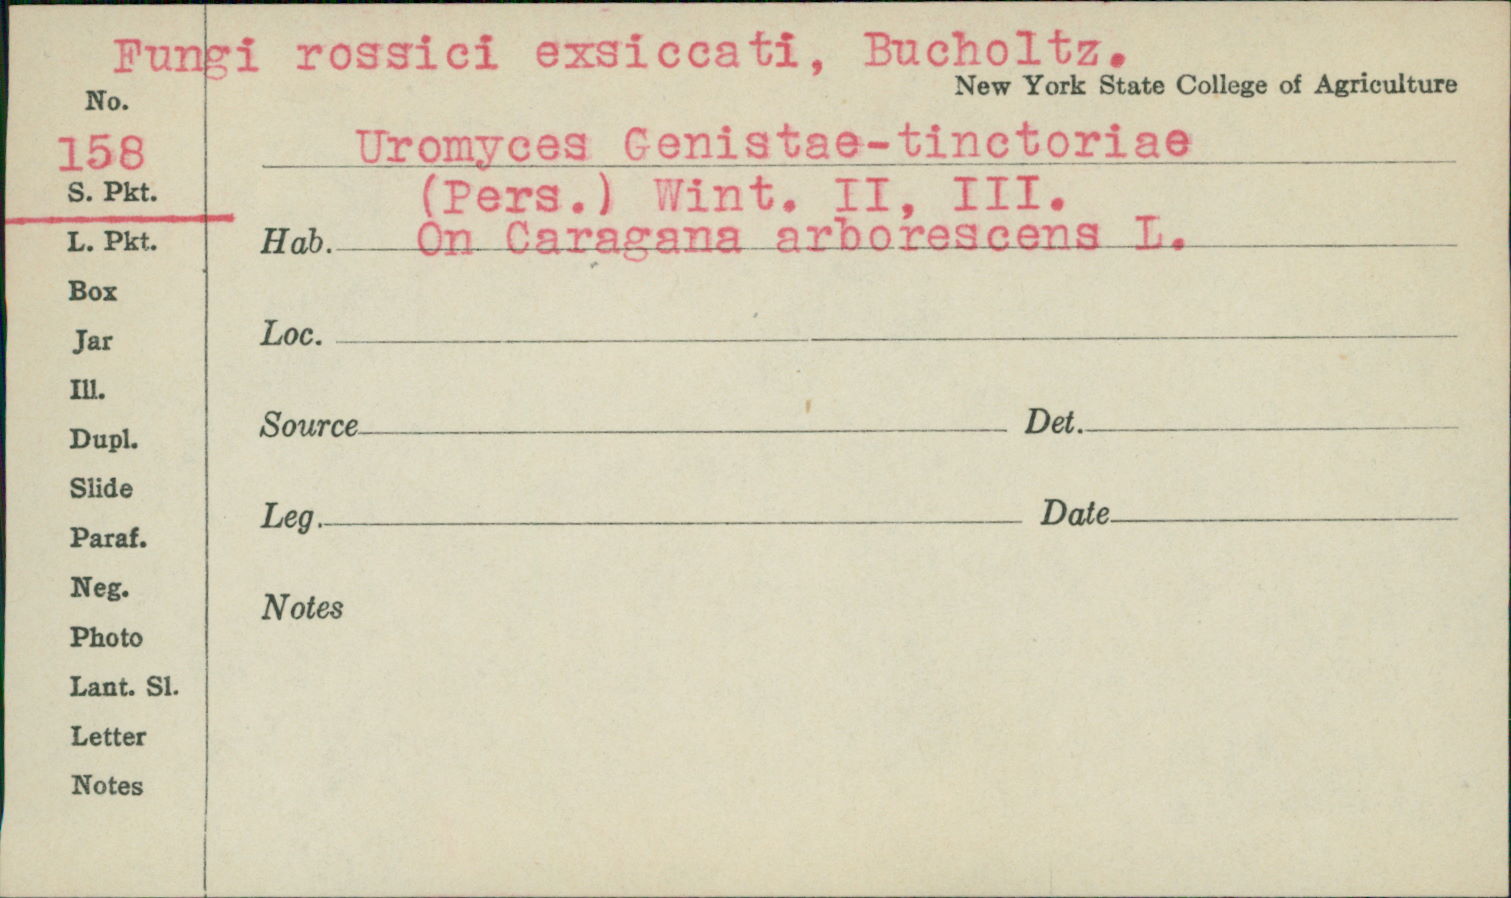 Fungi rossici exsiccati, Bucholtz.
New York State College of Agriculture
No.
158
Uromyces Genistae-tinctoriae
(Pers.) Wint. II, III.
S. Pkt.
L. Pkt.
Hab. On Caragana arborescens L.
Box
Loc.
Jar
Ill.
Source Det.
Dupl.
Slide
Leg. Date
Paraf.
Neg.
Notes
Photo
Lant. Sl.
Letter
Notes